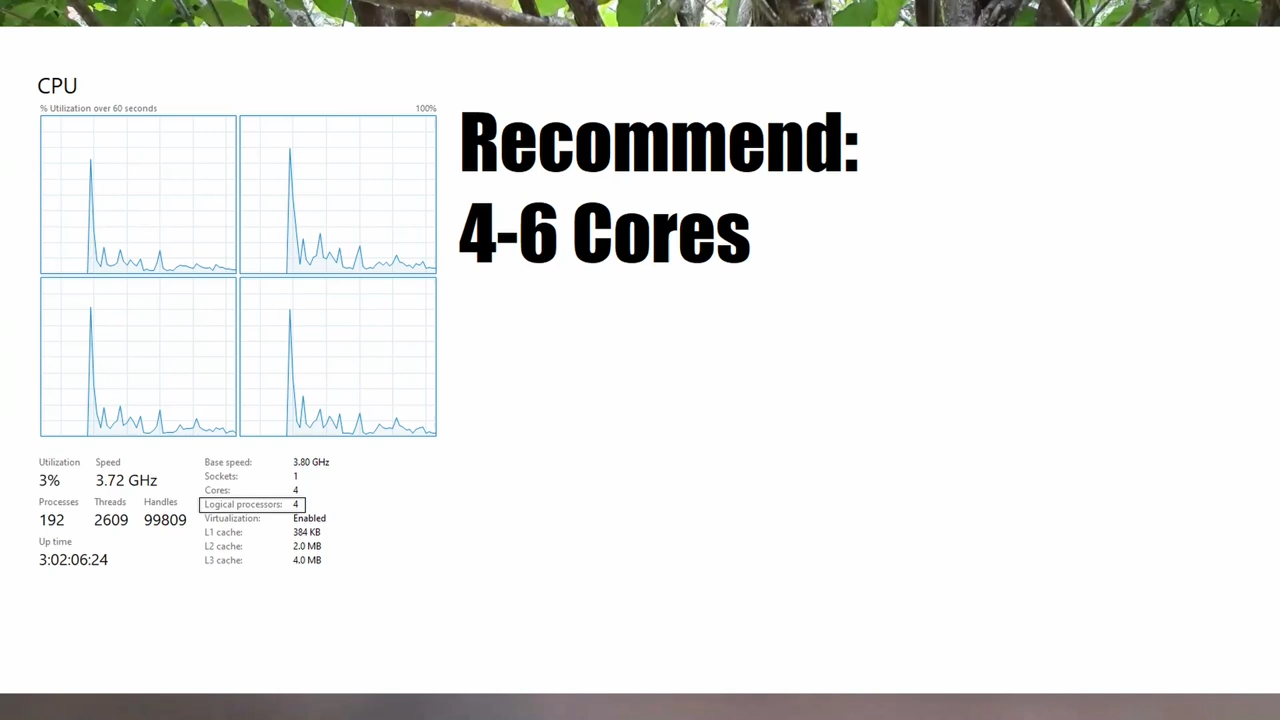 CPU
% Utilization over 60 seconds 100%
Recommend:
4-6 Cores
Utilization Speed
3% 3.72 GHz
Processes Threads Handles
192 2609 99809
Up time
3:02:06:24
Base speed: 3.80 GHz
Sockets: 1
Cores: 4
Logical processors: 4
Virtualization: Enabled
L1 cache: 384 KB
L2 cache: 2.0 MB
L3 cache: 4.0 MB